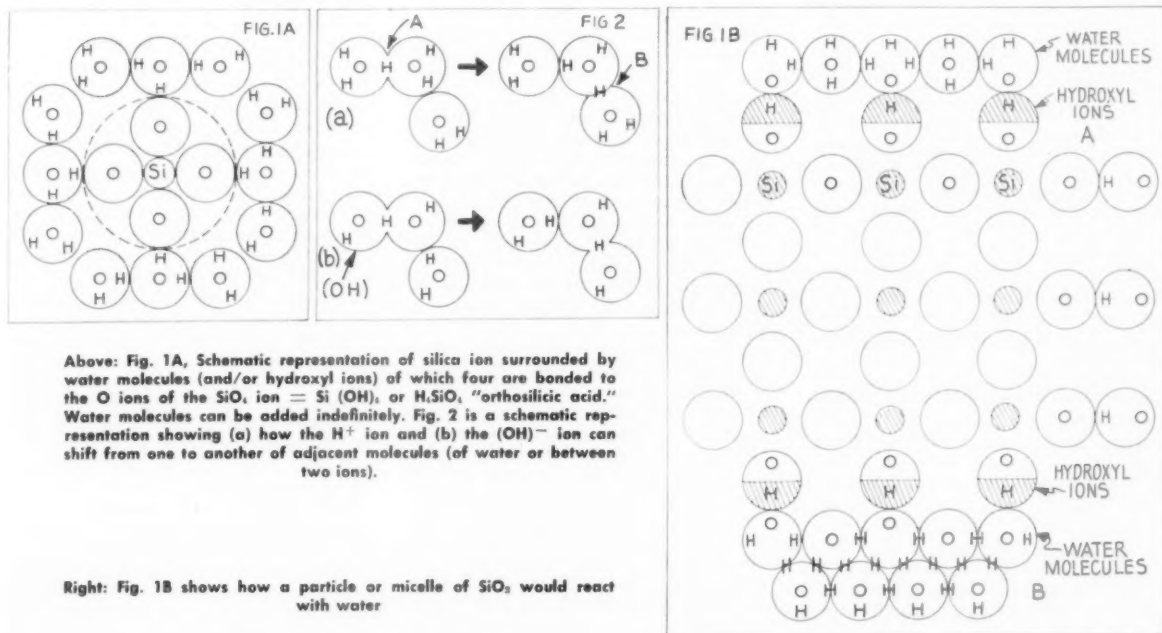 FIG.1A
H H H H H H
O O O
H H H H
O
H
O
H
O
H
H
O
H
Si
O
O
H
O
H
H
O
H
H
O
H
H
O
H
O
H
H
O
H
H
O
H
H
H
O
H
H
O
H
FIG 2
A
H H H
O H O
H H
O
H H
(a)
H H H
O H O
H
B
H
O
H
H
(b)
(OH)
O H O
H
H
H
O
O H O
H
H
H
O
FIG 1B
H H H H H
H O H
O H O H O
WATER
MOLECULES
H H H
O O O
HYDROXYL
IONS
A
Si O Si O Si O H O
O H O
O H O
O O O
H H H
HYDROXYL
IONS
O O O O O
H H H H H H
WATER
MOLECULES
H H H H H H H H
O H O H O H O
H H H H
B
Above: Fig. 1A, Schematic representation of silica ion surrounded by
water molecules (and/or hydroxyl ions) of which four are bonded to
the O ions of the SiO₄ ion = Si (OH)₄ or H₄SiO₄ "orthosilicic acid."
Water molecules can be added indefinitely. Fig. 2 is a schematic rep-
resentation showing (a) how the H⁺ ion and (b) the (OH)⁻ ion can
shift from one to another of adjacent molecules (of water or between
two ions).
Right: Fig. 1B shows how a particle or micelle of SiO₂ would react
with water